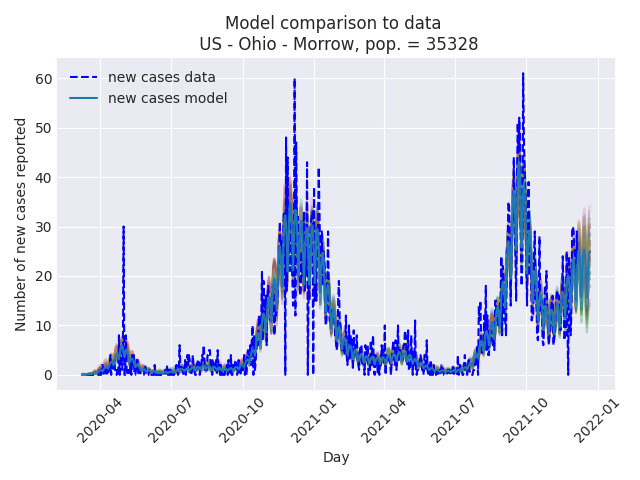 Model comparison to data
US - Ohio - Morrow, pop. = 35328
new cases data
new cases model
Number of new cases reported
60
50
40
30
20
10
0
2020-04
2020-07
2020-10
2021-01
2021-04
2021-07
2021-10
2022-01
Day